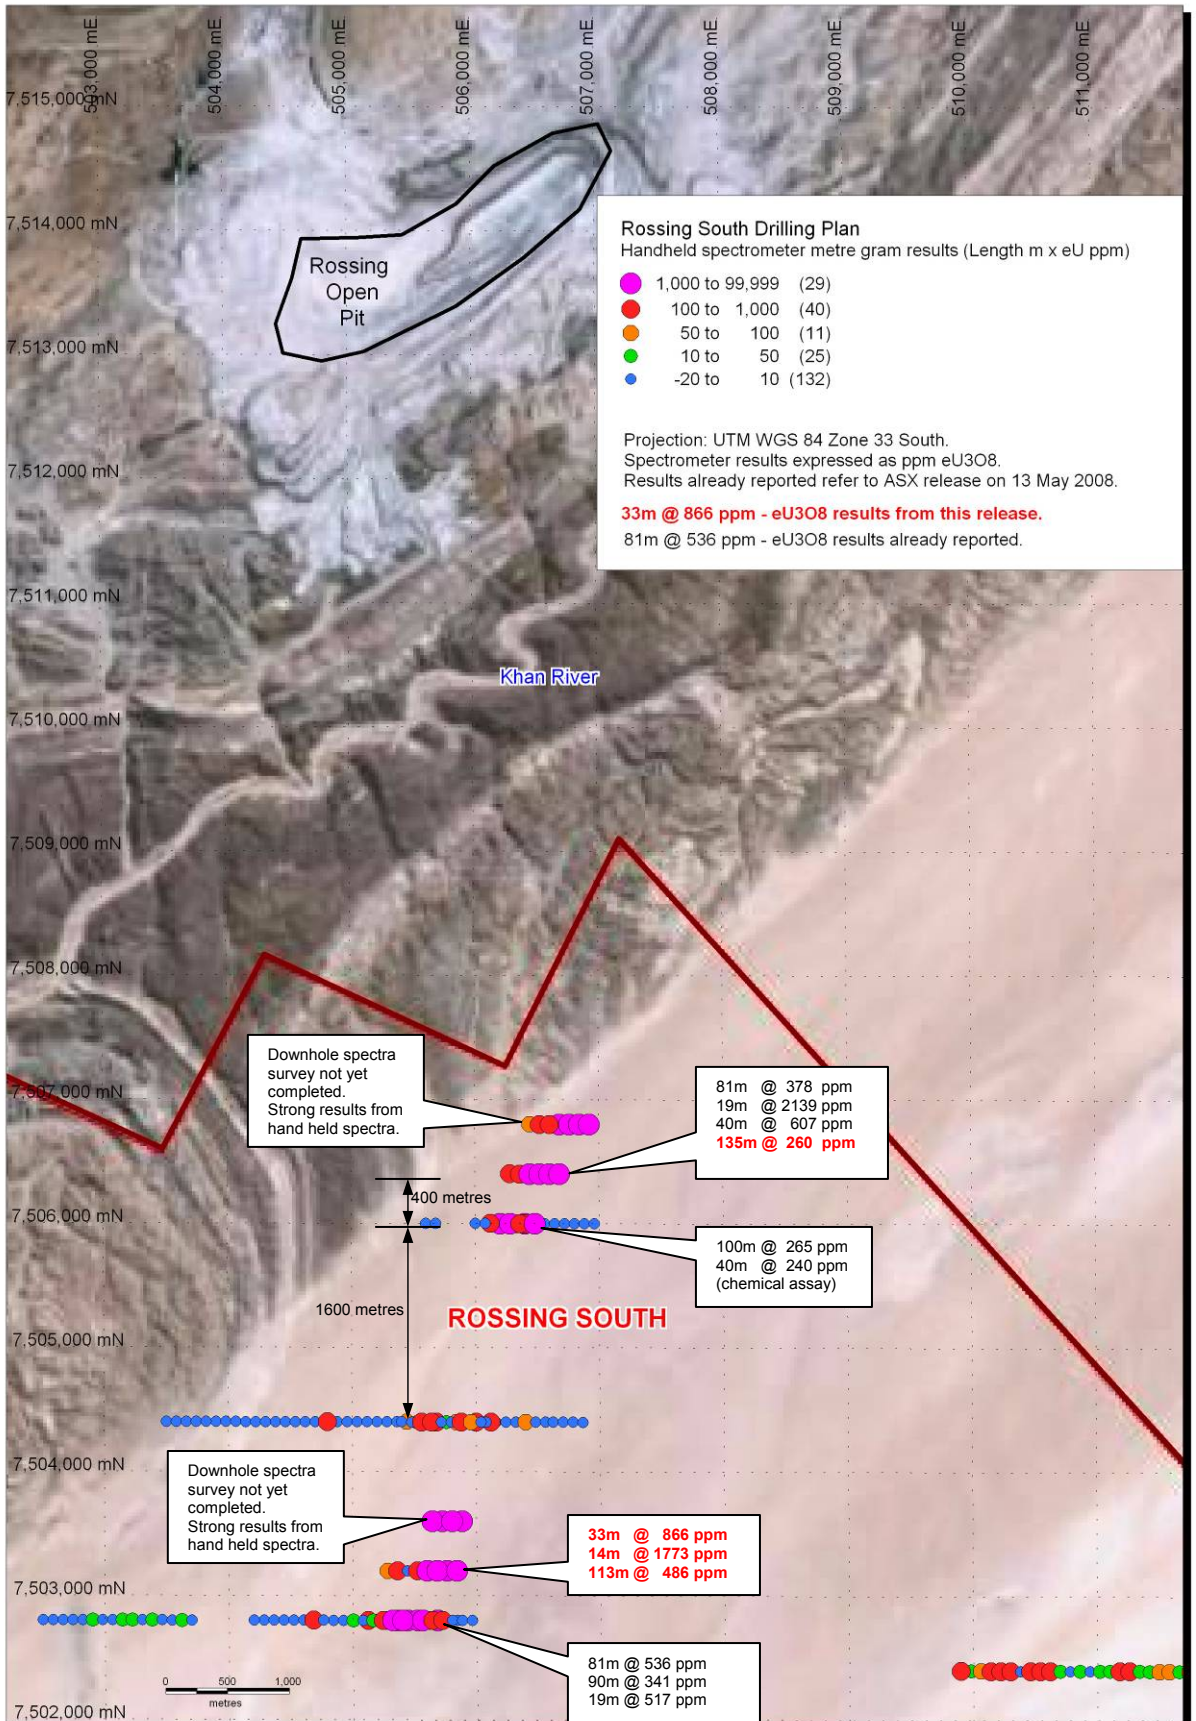 503,000 mE
504,000 mE
505,000 mE
506,000 mE
507,000 mE
508,000 mE
509,000 mE
510,000 mE
511,000 mE
7,515,000 mN
7,514,000 mN
Rossing
Open
Pit
7,513,000 mN
Rossing South Drilling Plan
Handheld spectrometer metre gram results (Length m x eU ppm)
1,000 to 99,999 (29)
100 to 1,000 (40)
50 to 100 (11)
10 to 50 (25)
-20 to 10 (132)
Projection: UTM WGS 84 Zone 33 South.
Spectrometer results expressed as ppm eU3O8.
Results already reported refer to ASX release on 13 May 2008.
33m @ 866 ppm - eU3O8 results from this release.
81m @ 536 ppm - eU3O8 results already reported.
7,512,000 mN
7,511,000 mN
Khan River
7,510,000 mN
7,509,000 mN
7,508,000 mN
Downhole spectra
survey not yet
completed.
Strong results from
hand held spectra.
7,507,000 mN
81m @ 378 ppm
19m @ 2139 ppm
40m @ 607 ppm
135m @ 260 ppm
400 metres
7,506,000 mN
100m @ 265 ppm
40m @ 240 ppm
(chemical assay)
1600 metres
ROSSING SOUTH
7,505,000 mN
7,504,000 mN
Downhole spectra
survey not yet
completed.
Strong results from
hand held spectra.
33m @ 866 ppm
14m @ 1773 ppm
113m @ 486 ppm
7,503,000 mN
81m @ 536 ppm
90m @ 341 ppm
19m @ 517 ppm
0 500 1,000
metres
7,502,000 mN